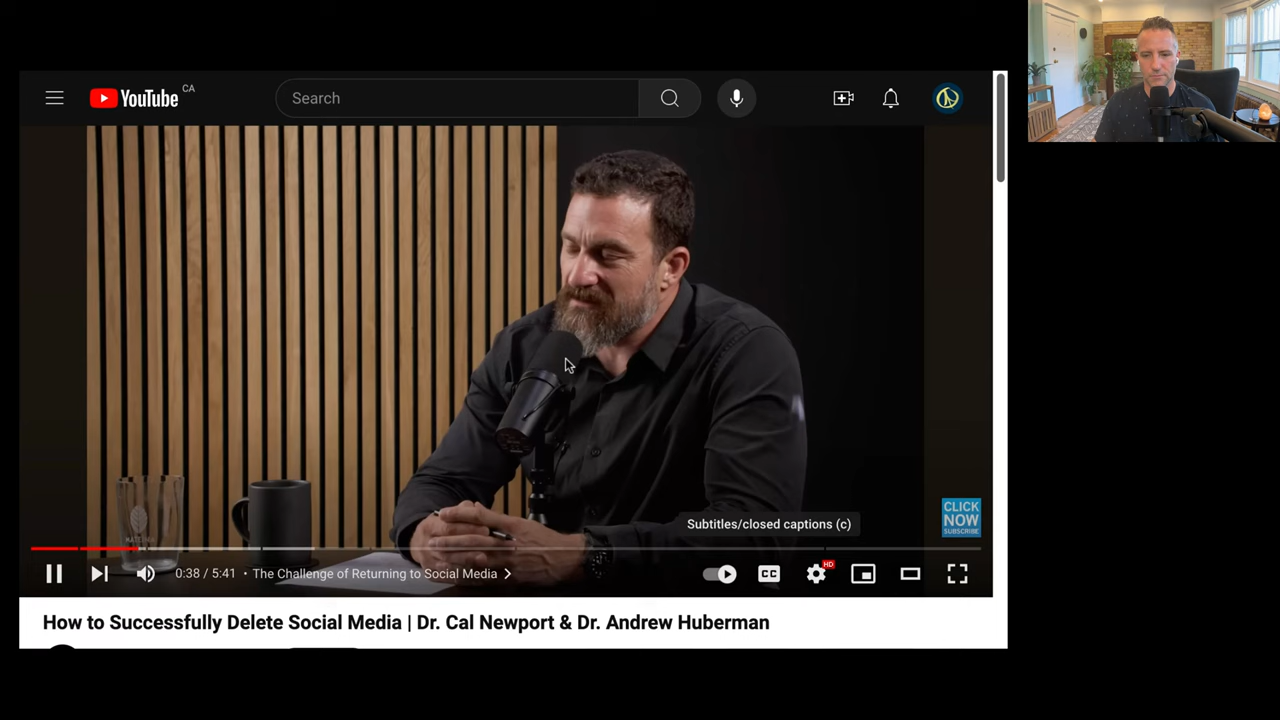 YouTube CA
Search
MATEINA
Subtitles/closed captions (c)
CLICK
NOW
SUBSCRIBE
0:38 / 5:41 • The Challenge of Returning to Social Media
CC
HD
How to Successfully Delete Social Media | Dr. Cal Newport & Dr. Andrew Huberman